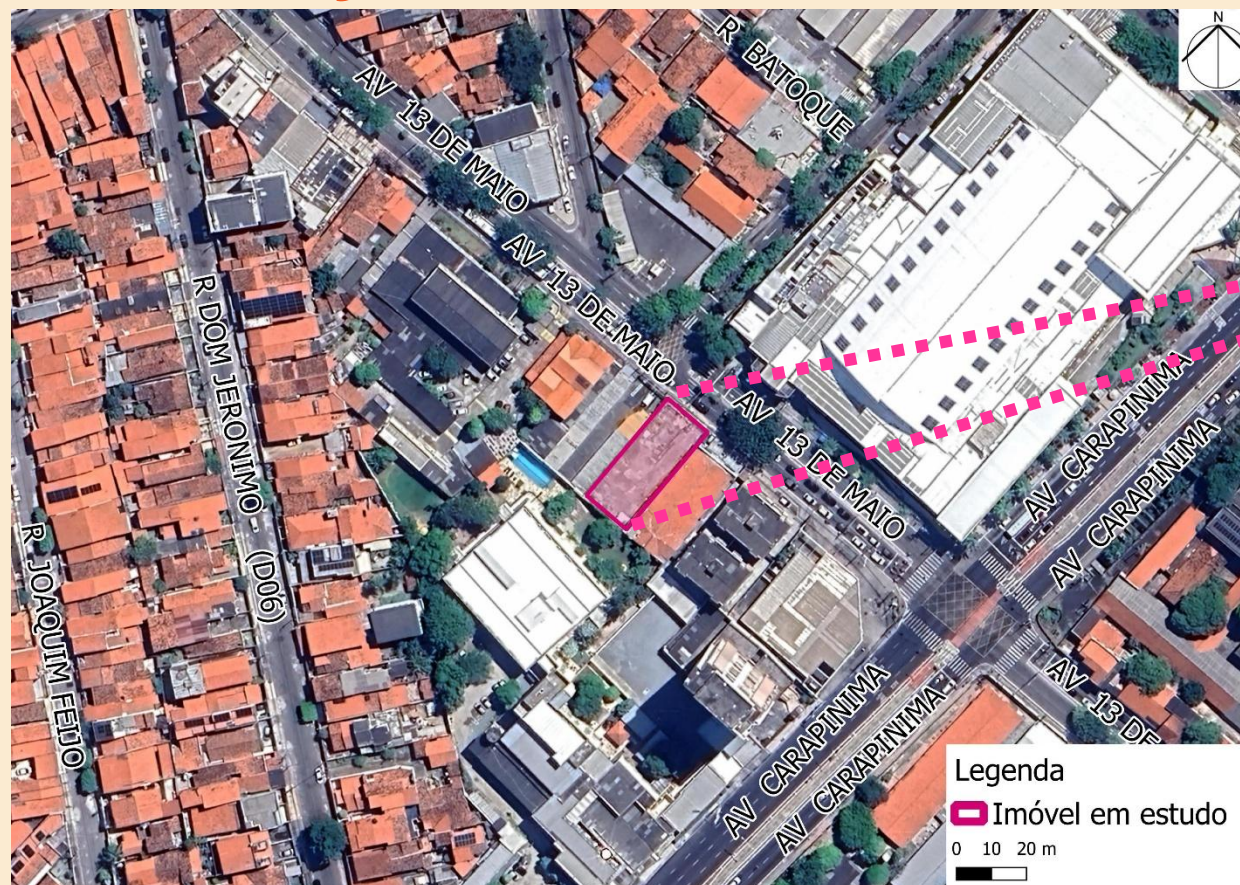 N
R BATOQUE
AV 13 DE MAIO
AV 13 DE MAIO
AV 13 DE MAIO
R DOM JERONIMO (D06)
R JOAQUIM FEIJO
AV CARAPINIMA
AV CARAPINIMA
AV CARAPINIMA
AV CARAPINIMA
AV 13 DE
Legenda
Imóvel em estudo
0 10 20 m